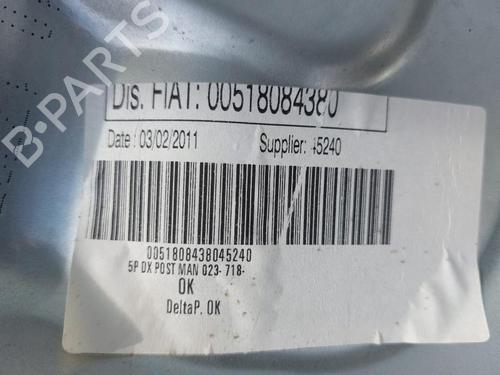 Dis. FIAT: 00518084380
Date : 03/02/2011 Supplier: 45240
0051808438045240
5P DX POST MAN 023- 718-
OK
DeltaP. OK
B-PARTS